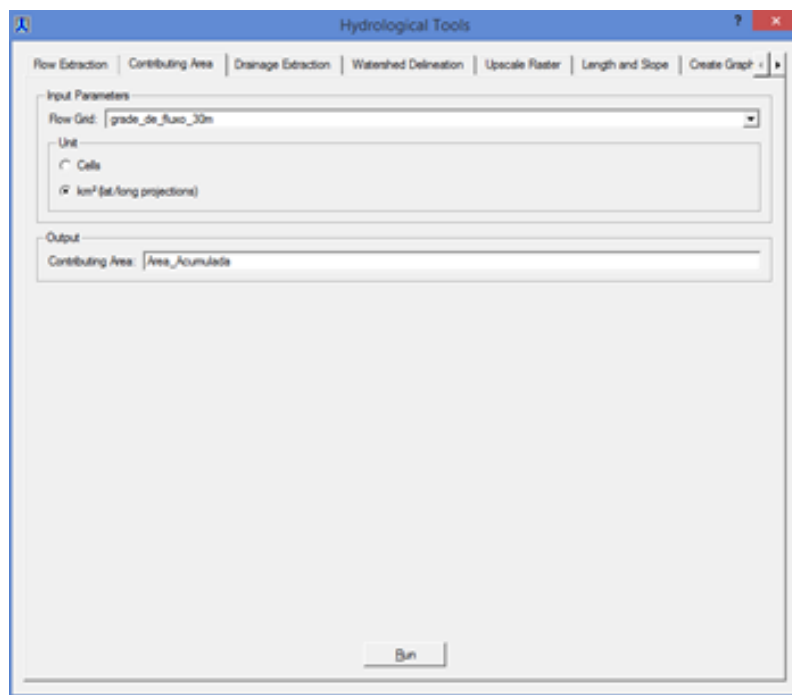 Hydrological Tools
?
Flow Extraction Contributing Area Drainage Extraction Watershed Delineation Upscale Raster Length and Slope Create Graph
Input Parameters
Flow Grid: grade_de_fluxo_30m
Unit
Cells
km² (lat/long projections)
Output
Contributing Area: Area_Acumulada
Run